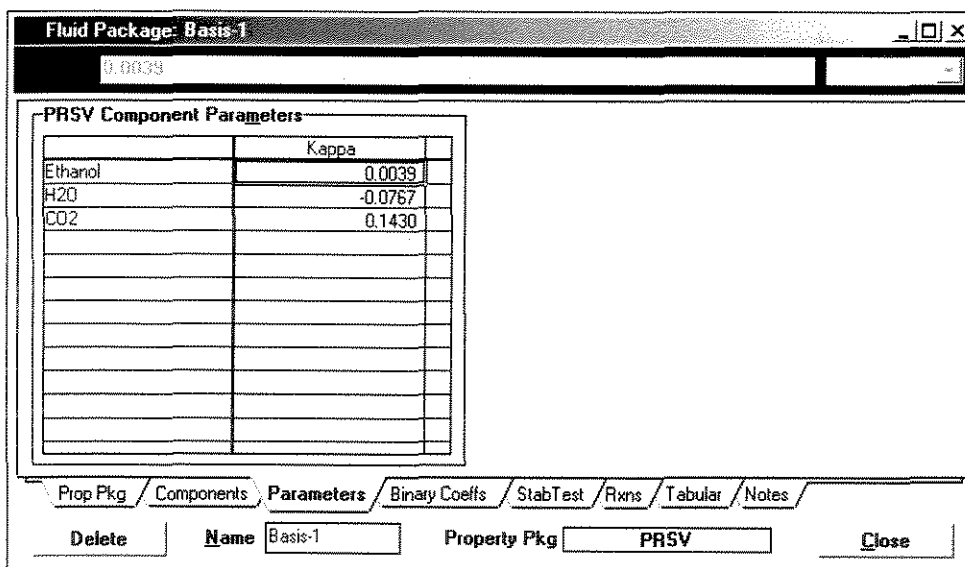 Fluid Package: Basis-1
0.0039
PRSV Component Parameters
Kappa
Ethanol 0.0039
H2O -0.0767
CO2 0.1430
Prop Pkg Components Parameters Binary Coeffs StabTest Rxns Tabular Notes
Delete Name Basis-1 Property Pkg PRSV Close